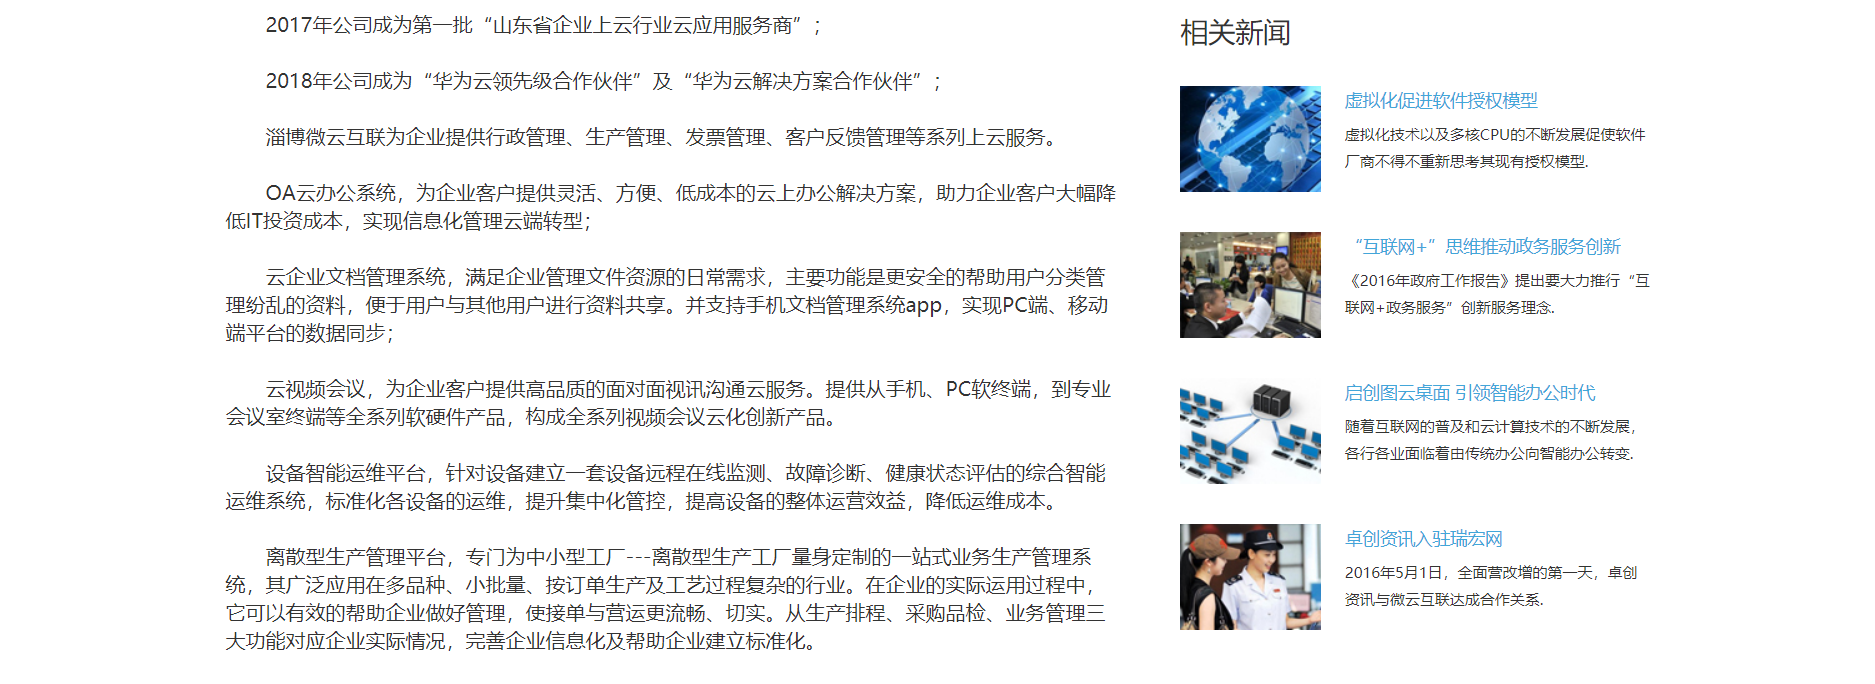 2017年公司成为第一批“山东省企业上云行业云应用服务商”；
2018年公司成为“华为云领先级合作伙伴”及“华为云解决方案合作伙伴”；
淄博微云互联为企业提供行政管理、生产管理、发票管理、客户反馈管理等系列上云服务。
OA云办公系统，为企业客户提供灵活、方便、低成本的云上办公解决方案，助力企业客户大幅降
低IT投资成本，实现信息化管理云端转型；
云企业文档管理系统，满足企业管理文件资源的日常需求，主要功能是更安全的帮助用户分类管
理纷乱的资料，便于用户与其他用户进行资料共享。并支持手机文档管理系统app，实现PC端、移动
端平台的数据同步；
云视频会议，为企业客户提供高品质的面对面视讯沟通云服务。提供从手机、PC软终端，到专业
会议室终端等全系列软硬件产品，构成全系列视频会议云化创新产品。
设备智能运维平台，针对设备建立一套设备远程在线监测、故障诊断、健康状态评估的综合智能
运维系统，标准化各设备的运维，提升集中化管控，提高设备的整体运营效益，降低运维成本。
离散型生产管理平台，专门为中小型工厂---离散型生产工厂量身定制的一站式业务生产管理系
统，其广泛应用在多品种、小批量、按订单生产及工艺过程复杂的行业。在企业的实际运用过程中，
它可以有效的帮助企业做好管理，使接单与营运更流畅、切实。从生产排程、采购品检、业务管理三
大功能对应企业实际情况，完善企业信息化及帮助企业建立标准化。
相关新闻
虚拟化促进软件授权模型
虚拟化技术以及多核CPU的不断发展促使软件
厂商不得不重新思考其现有授权模型.
“互联网+”思维推动政务服务创新
《2016年政府工作报告》提出要大力推行“互
联网+政务服务”创新服务理念.
启创图云桌面 引领智能办公时代
随着互联网的普及和云计算技术的不断发展，
各行各业面临着由传统办公向智能办公转变.
卓创资讯入驻瑞宏网
2016年5月1日，全面营改增的第一天，卓创
资讯与微云互联达成合作关系.